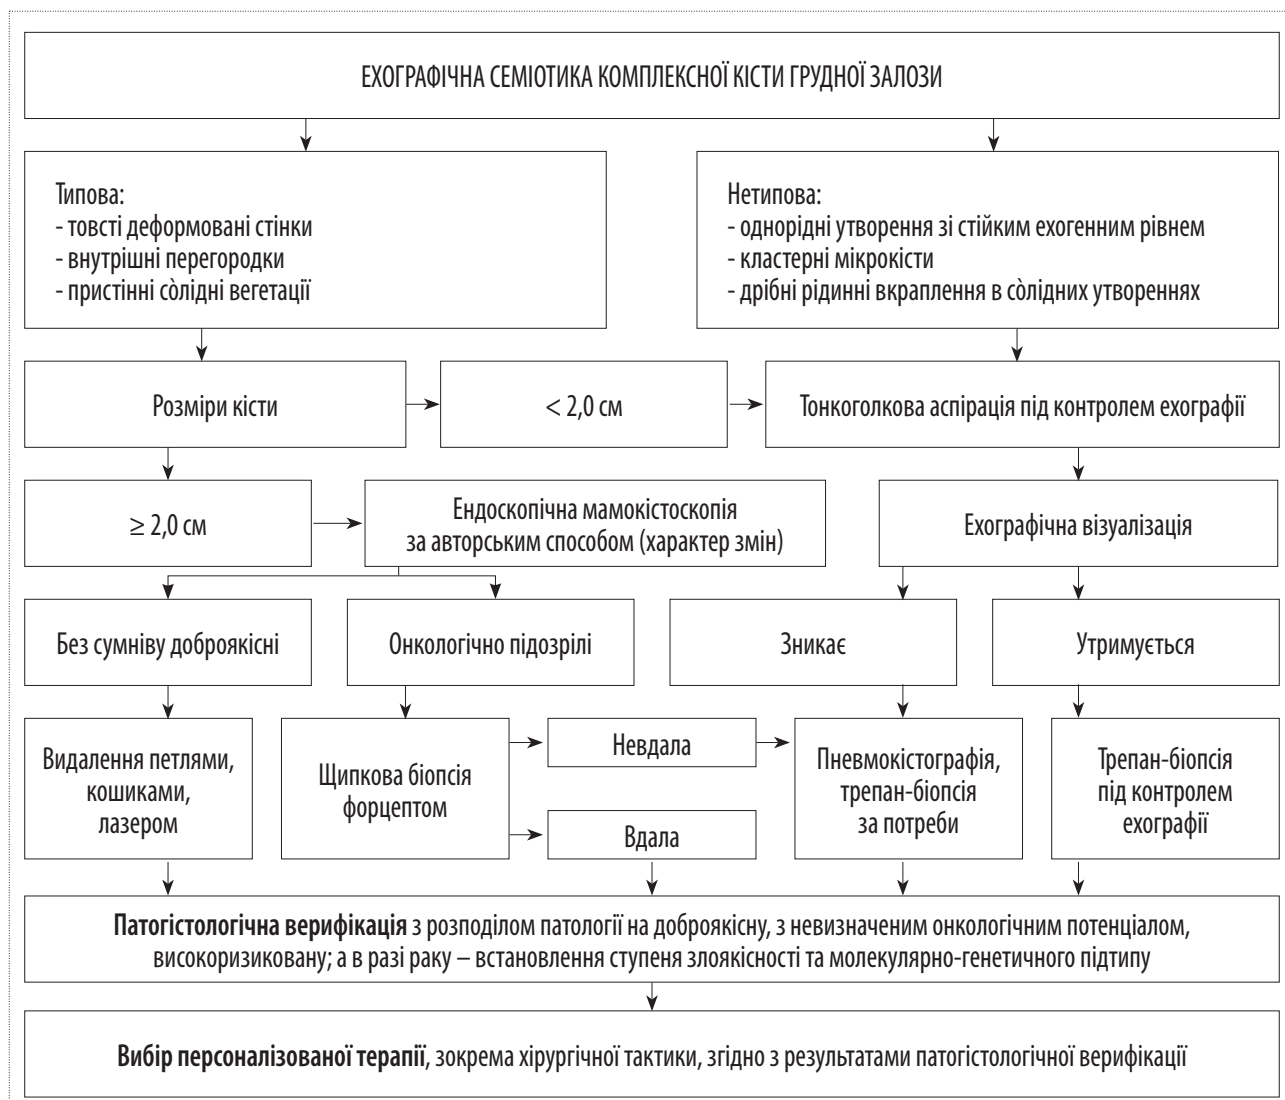 ЕХОГРАФІЧНА СЕМІОТИКА КОМПЛЕКСНОЇ КІСТИ ГРУДНОЇ ЗАЛОЗИ
Типова:
- товсті деформовані стінки
- внутрішні перегородки
- пристінні сòлідні вегетації
Нетипова:
- однорідні утворення зі стійким ехогенним рівнем
- кластерні мікрокісти
- дрібні рідинні вкраплення в сòлідних утвореннях
Розміри кісти
< 2,0 см
Тонкоголкова аспірація під контролем ехографії
≥ 2,0 см
Ендоскопічна мамокістоскопія
за авторським способом (характер змін)
Ехографічна візуалізація
Без сумніву доброякісні
Онкологічно підозрілі
Зникає
Утримується
Видалення петлями,
кошиками,
лазером
Щипкова біопсія
форцептом
Невдала
Вдала
Пневмокістографія,
трепан-біопсія
за потреби
Трепан-біопсія
під контролем
ехографії
Патогістологічна верифікація з розподілом патології на доброякісну, з невизначеним онкологічним потенціалом,
високоризиковану; а в разі раку – встановлення ступеня злоякісності та молекулярно-генетичного підтипу
Вибір персоналізованої терапії, зокрема хірургічної тактики, згідно з результатами патогістологічної верифікації